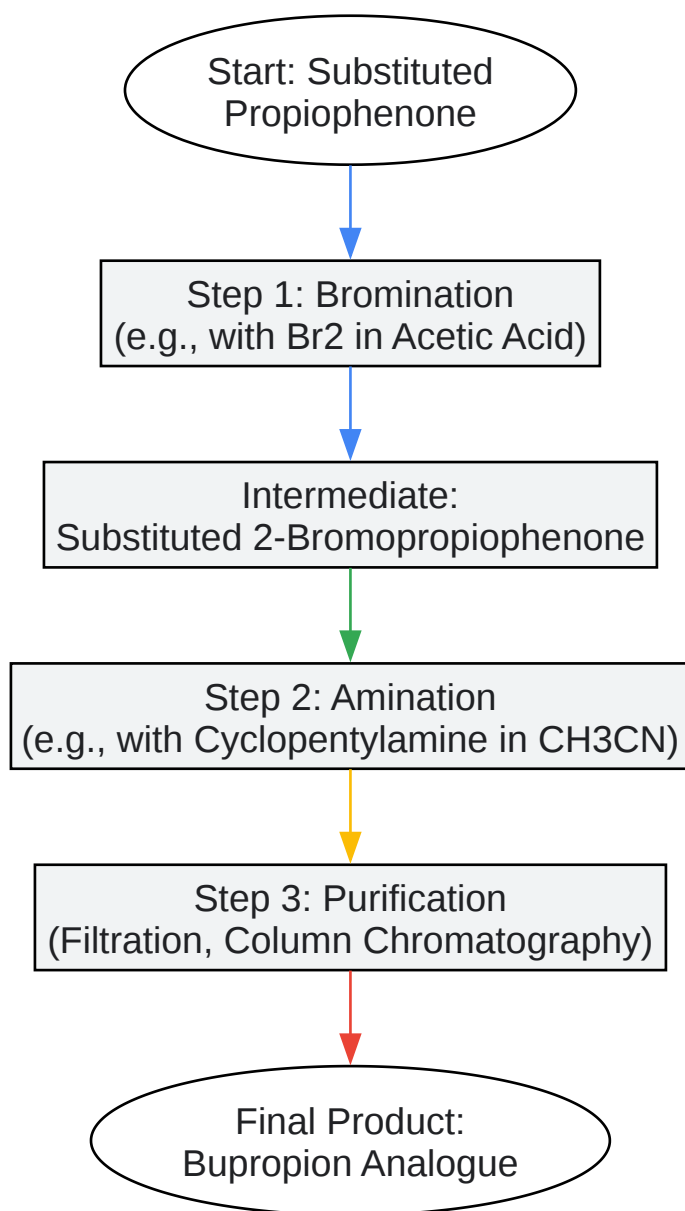 Start: Substituted
Propiophenone
Step 1: Bromination
(e.g., with Br2 in Acetic Acid)
Intermediate:
Substituted 2-Bromopropiophenone
Step 2: Amination
(e.g., with Cyclopentylamine in CH3CN)
Step 3: Purification
(Filtration, Column Chromatography)
Final Product:
Bupropion Analogue